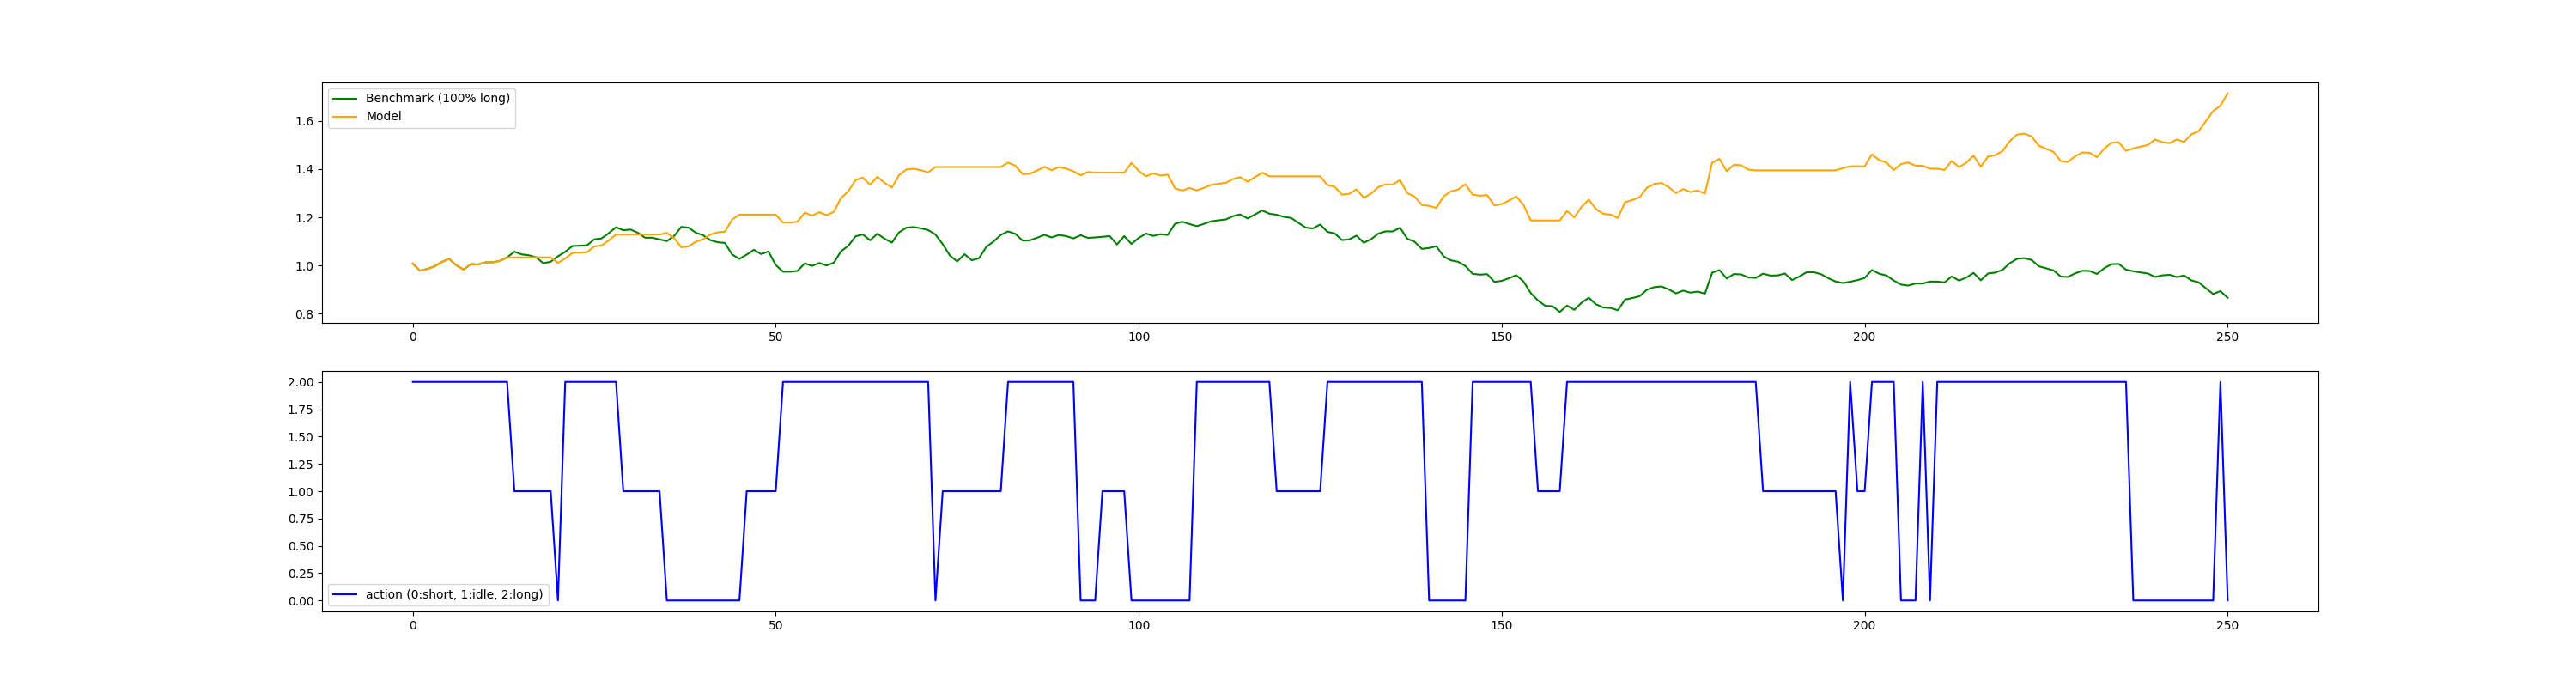 Benchmark (100% long)
Model
1.6
1.4
1.2
1.0
0.8
0 50 100 150 200 250
2.00
1.75
1.50
1.25
1.00
0.75
0.50
0.25
0.00
action (0:short, 1:idle, 2:long)
0 50 100 150 200 250